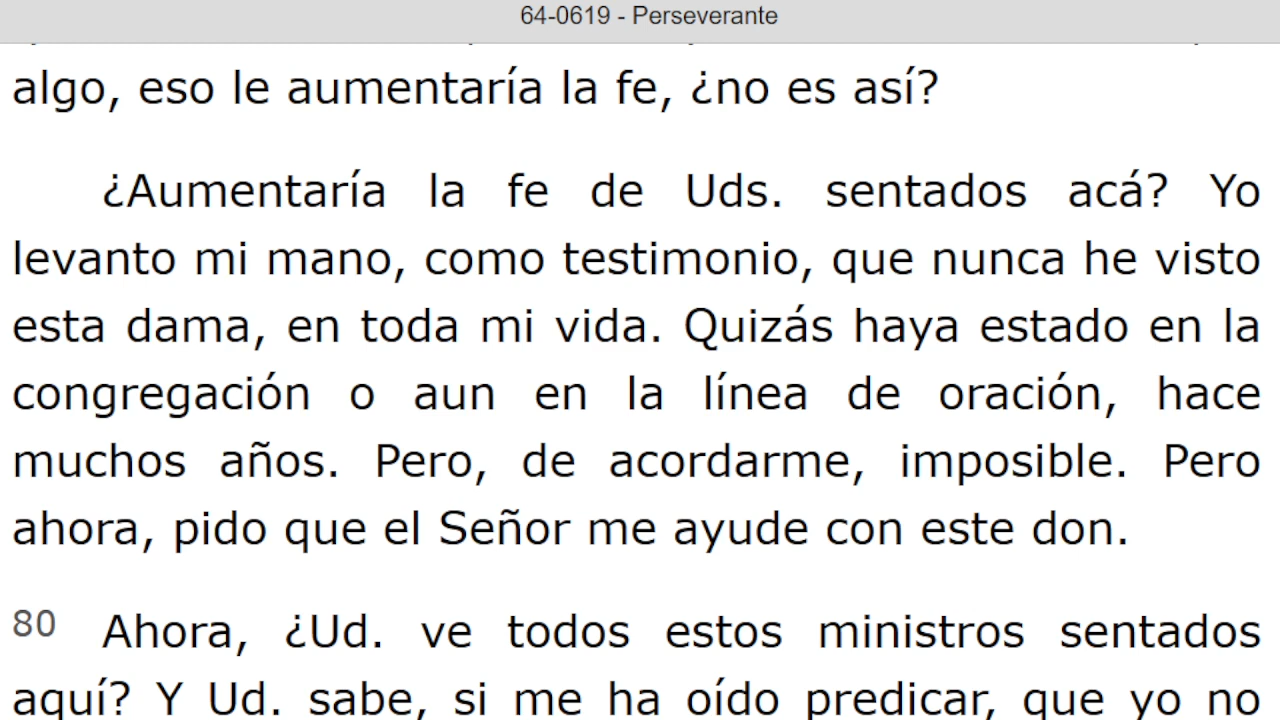 64-0619 - Perseverante
algo, eso le aumentaría la fe, ¿no es así?
¿Aumentaría la fe de Uds. sentados acá? Yo
levanto mi mano, como testimonio, que nunca he visto
esta dama, en toda mi vida. Quizás haya estado en la
congregación o aun en la línea de oración, hace
muchos años. Pero, de acordarme, imposible. Pero
ahora, pido que el Señor me ayude con este don.
80 Ahora, ¿Ud. ve todos estos ministros sentados
aquí? Y Ud. sabe, si me ha oído predicar, que yo no